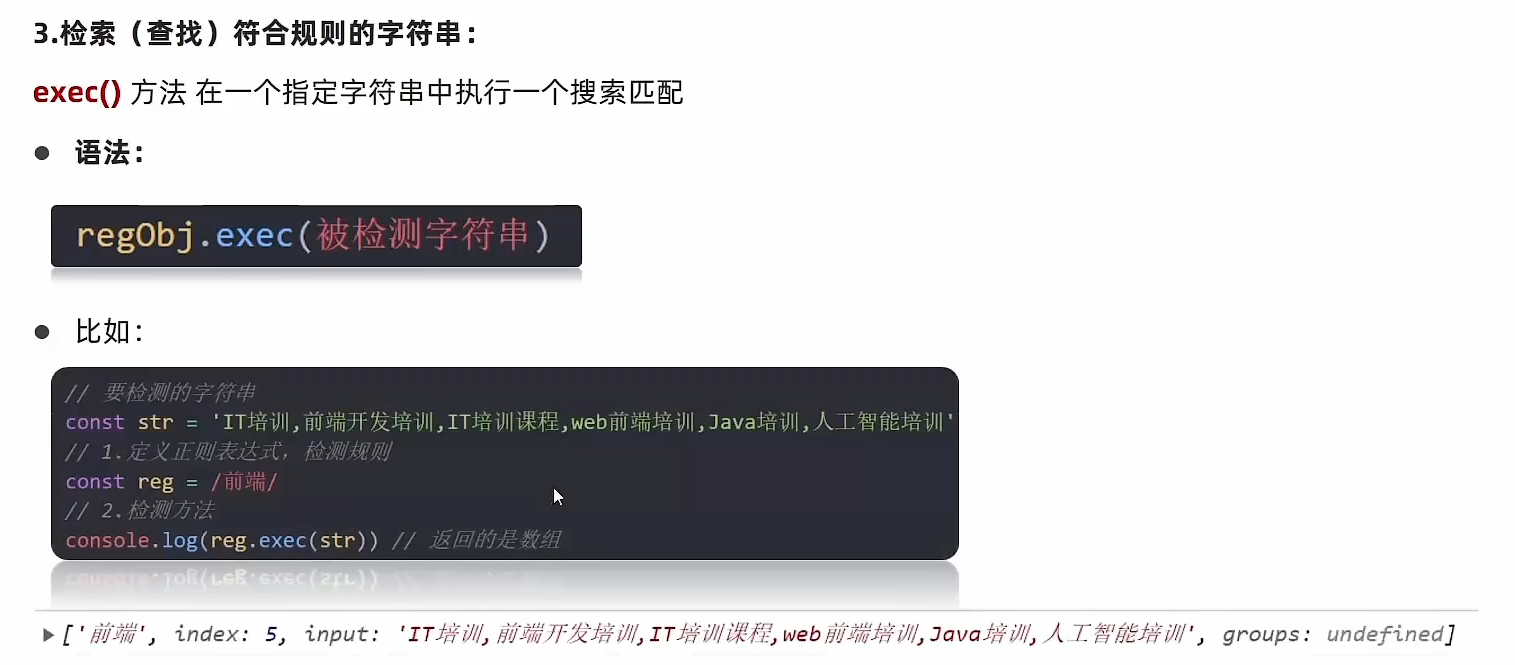 3.检索（查找）符合规则的字符串：
exec() 方法 在一个指定字符串中执行一个搜索匹配
● 语法：
regObj.exec(被检测字符串)
● 比如：
// 要检测的字符串
const str = 'IT培训,前端开发培训,IT培训课程,web前端培训,Java培训,人工智能培训'
// 1.定义正则表达式，检测规则
const reg = /前端/
// 2.检测方法
console.log(reg.exec(str)) // 返回的是数组
▶ ['前端', index: 5, input: 'IT培训,前端开发培训,IT培训课程,web前端培训,Java培训,人工智能培训', groups: undefined]